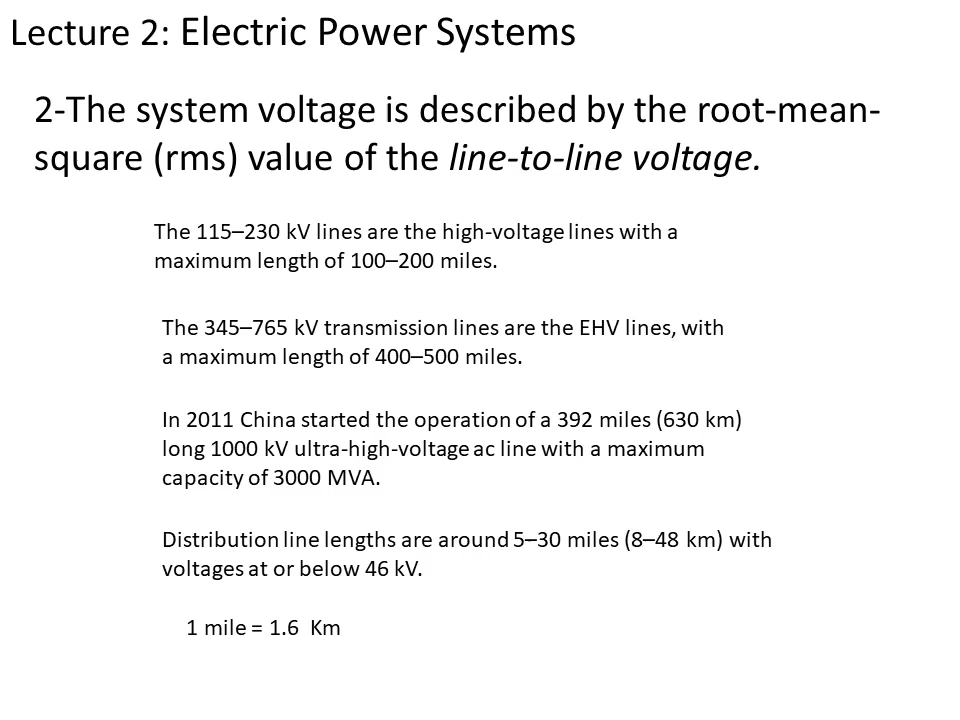 Lecture 2: Electric Power Systems
2-The system voltage is described by the root-mean-
square (rms) value of the line-to-line voltage.
The 115–230 kV lines are the high-voltage lines with a
maximum length of 100–200 miles.
The 345–765 kV transmission lines are the EHV lines, with
a maximum length of 400–500 miles.
In 2011 China started the operation of a 392 miles (630 km)
long 1000 kV ultra-high-voltage ac line with a maximum
capacity of 3000 MVA.
Distribution line lengths are around 5–30 miles (8–48 km) with
voltages at or below 46 kV.
1 mile = 1.6  Km